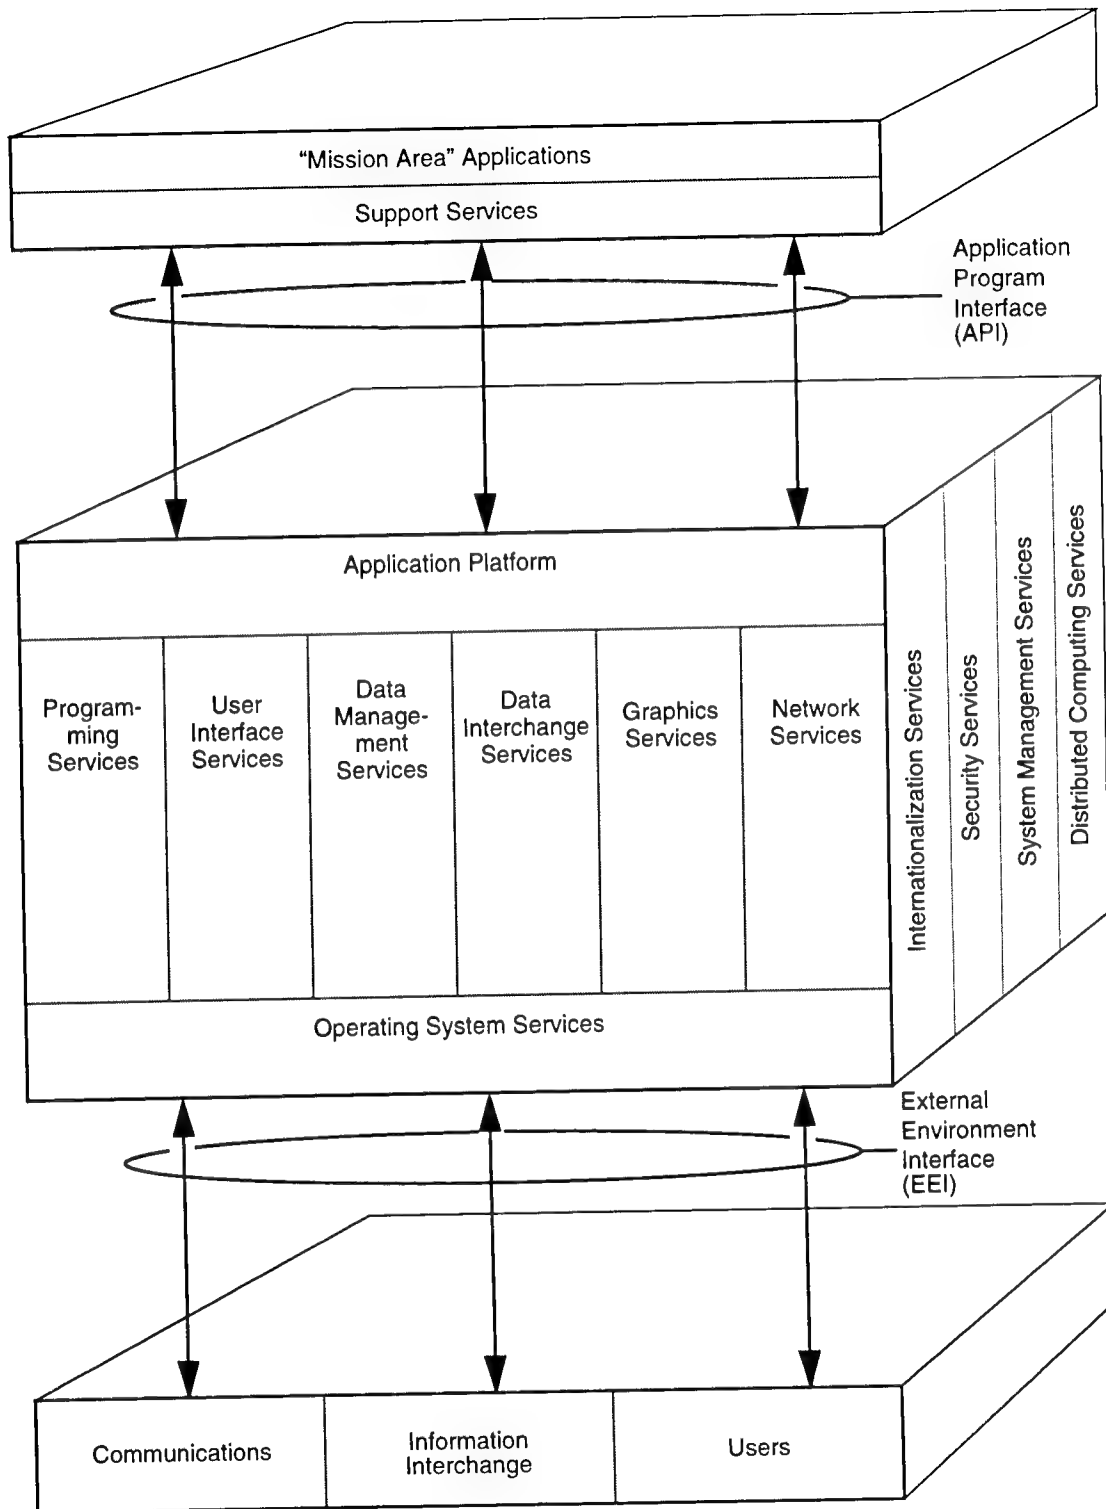 “Mission Area” Applications
Support Services
Application
Program
Interface
(API)
Application Platform
Program-
ming
Services
User
Interface
Services
Data
Manage-
ment
Services
Data
Interchange
Services
Graphics
Services
Network
Services
Internationalization Services
Security Services
System Management Services
Distributed Computing Services
Operating System Services
External
Environment
Interface
(EEI)
Communications
Information
Interchange
Users